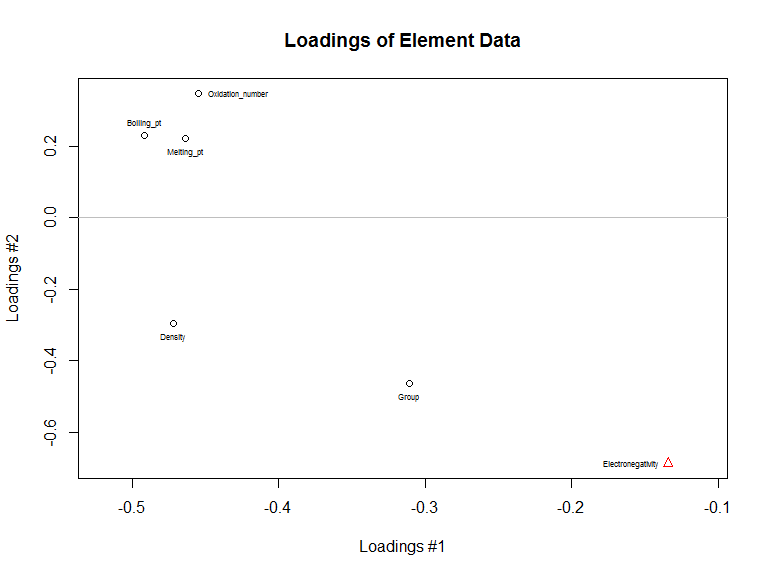 Loadings of Element Data
Oxidation_number
Boiling_pt
Melting_pt
Density
Group
Electronegativity
Loadings #2
0.2
0.0
-0.2
-0.4
-0.6
-0.5
-0.4
-0.3
-0.2
-0.1
Loadings #1